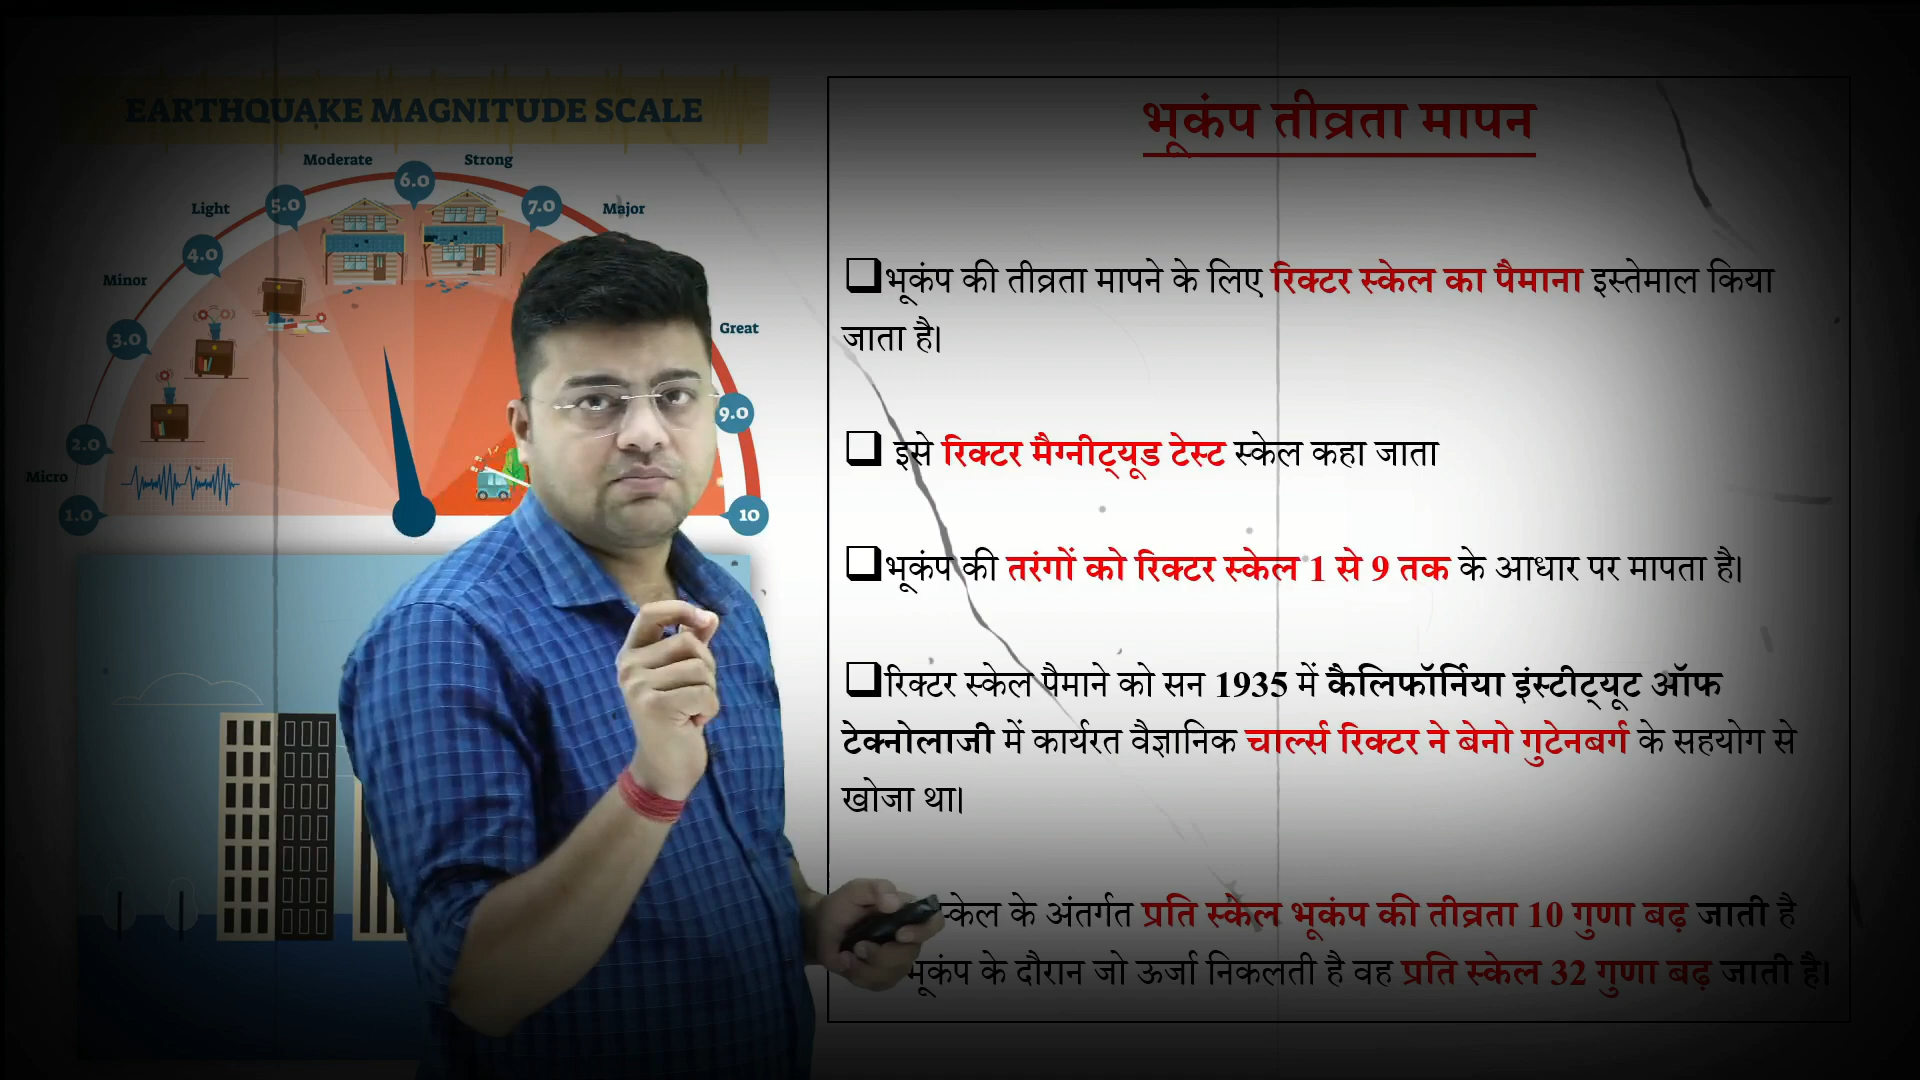 EARTHQUAKE MAGNITUDE SCALE
Moderate
Strong
6.0
5.0
7.0
Light
Major
4.0
Minor
3.0
Great
9.0
2.0
Micro
1.0
10
भूकंप तीव्रता मापन
भूकंप की तीव्रता मापने के लिए रिक्टर स्केल का पैमाना इस्तेमाल किया
जाता है।
इसे रिक्टर मैग्नीट्यूड टेस्ट स्केल कहा जाता
भूकंप की तरंगों को रिक्टर स्केल 1 से 9 तक के आधार पर मापता है।
रिक्टर स्केल पैमाने को सन 1935 में कैलिफॉर्निया इंस्टीट्यूट ऑफ
टेक्नोलाजी में कार्यरत वैज्ञानिक चार्ल्स रिक्टर ने बेनो गुटेनबर्ग के सहयोग से
खोजा था।
स्केल के अंतर्गत प्रति स्केल भूकंप की तीव्रता 10 गुणा बढ़ जाती है
भूकंप के दौरान जो ऊर्जा निकलती है वह प्रति स्केल 32 गुणा बढ़ जाती है।